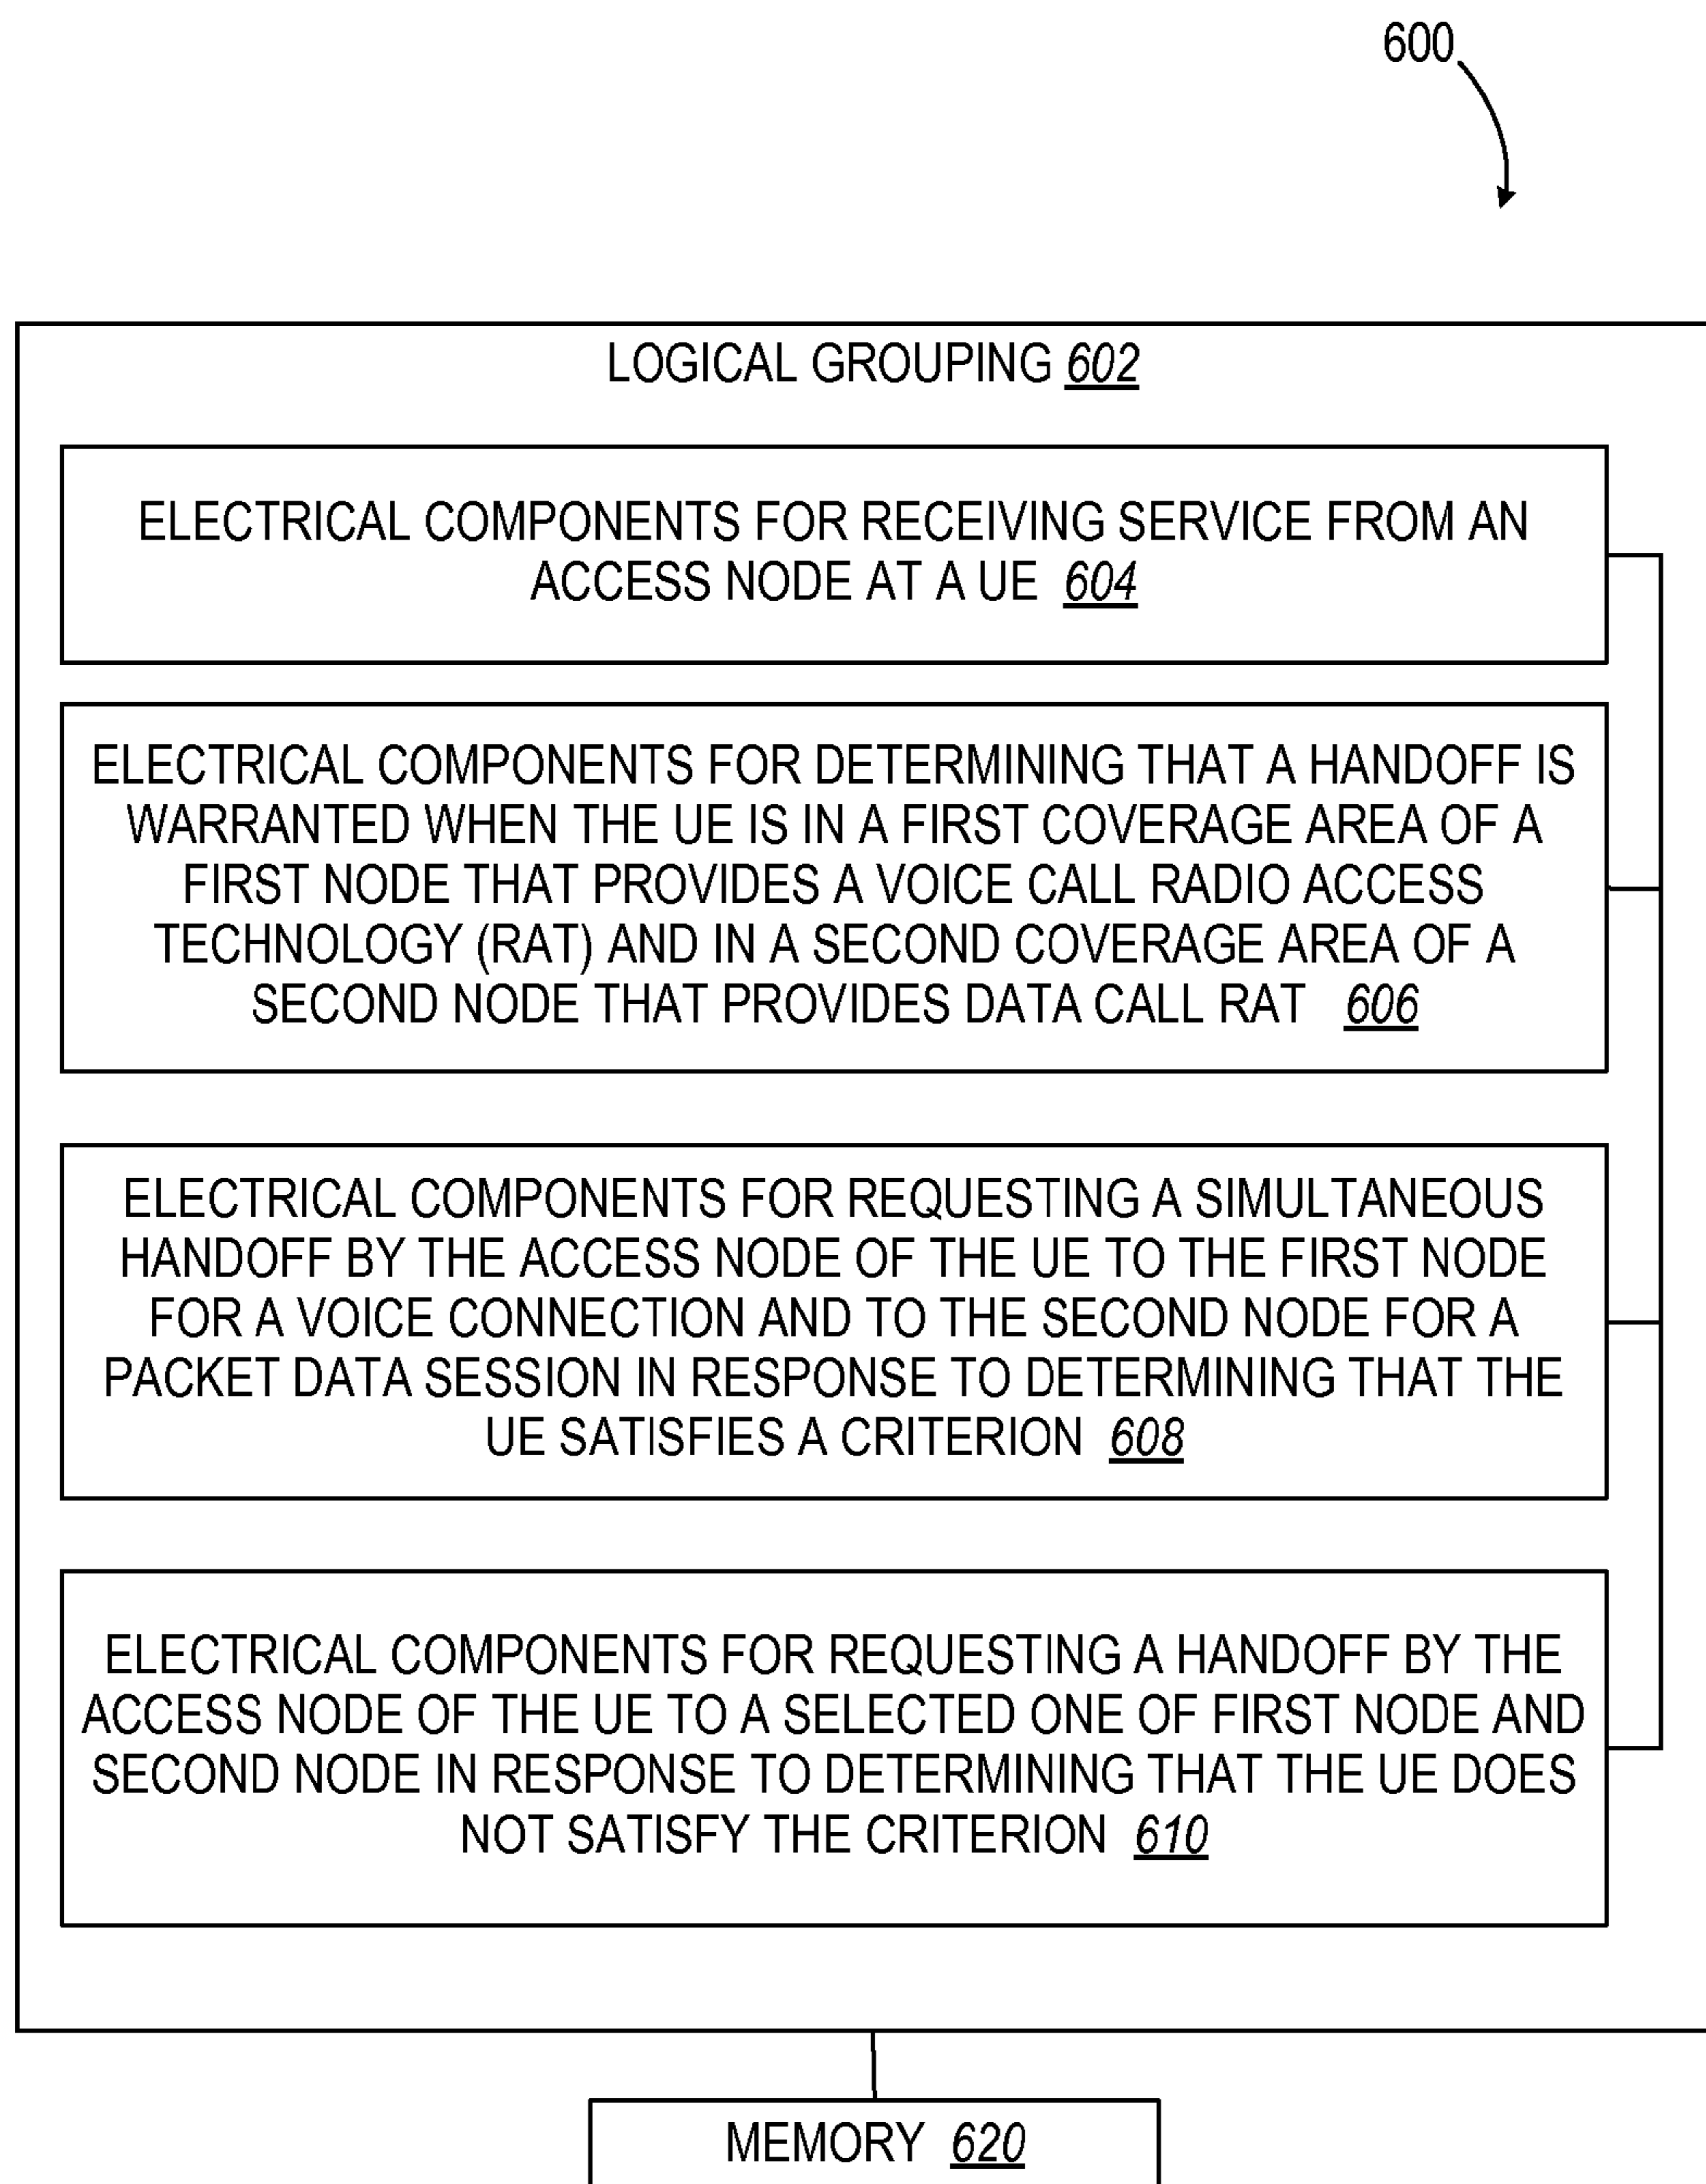 600
LOGICAL GROUPING 602
ELECTRICAL COMPONENTS FOR RECEIVING SERVICE FROM AN
ACCESS NODE AT A UE 604
ELECTRICAL COMPONENTS FOR DETERMINING THAT A HANDOFF IS
WARRANTED WHEN THE UE IS IN A FIRST COVERAGE AREA OF A
FIRST NODE THAT PROVIDES A VOICE CALL RADIO ACCESS
TECHNOLOGY (RAT) AND IN A SECOND COVERAGE AREA OF A
SECOND NODE THAT PROVIDES DATA CALL RAT 606
ELECTRICAL COMPONENTS FOR REQUESTING A SIMULTANEOUS
HANDOFF BY THE ACCESS NODE OF THE UE TO THE FIRST NODE
FOR A VOICE CONNECTION AND TO THE SECOND NODE FOR A
PACKET DATA SESSION IN RESPONSE TO DETERMINING THAT THE
UE SATISFIES A CRITERION 608
ELECTRICAL COMPONENTS FOR REQUESTING A HANDOFF BY THE
ACCESS NODE OF THE UE TO A SELECTED ONE OF FIRST NODE AND
SECOND NODE IN RESPONSE TO DETERMINING THAT THE UE DOES
NOT SATISFY THE CRITERION 610
MEMORY 620